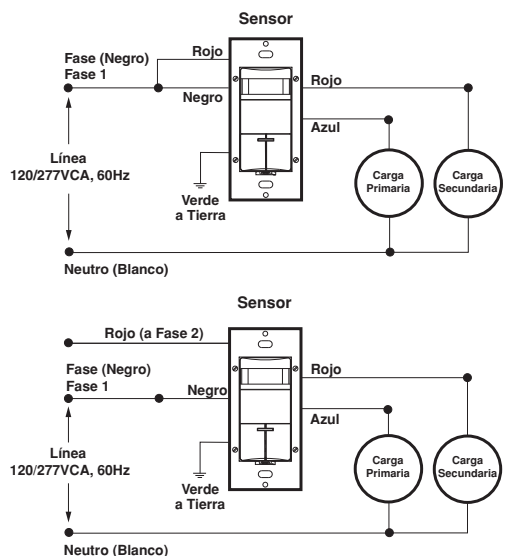 Sensor
Rojo
Fase (Negro)
Fase 1
Negro
Rojo
Azul
Línea
120/277VCA, 60Hz
Verde
a Tierra
Carga
Primaria
Carga
Secundaria
Neutro (Blanco)
Sensor
Rojo (a Fase 2)
Fase (Negro)
Fase 1
Negro
Rojo
Azul
Línea
120/277VCA, 60Hz
Verde
a Tierra
Carga
Primaria
Carga
Secundaria
Neutro (Blanco)